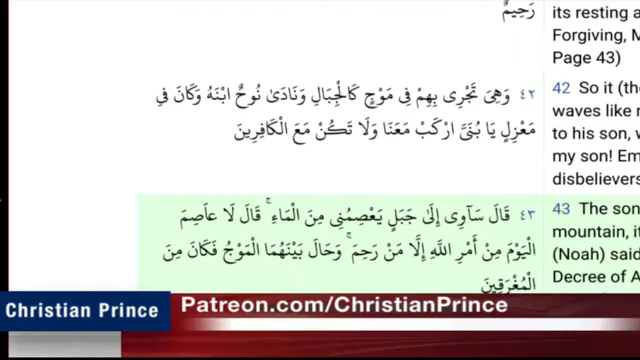 رَحِيمٌ
٤٢ وَهِيَ تَجْرِى بِهِمْ فِى مَوْجٍ كَالْجِبَالِ وَنَادَىٰ نُوحٌ ابْنَهُ وَكَانَ فِى
مَعْزِلٍ يَا بُنَىَّ ارْكَبْ مَعَنَا وَلَا تَكُنْ مَعَ الْكَافِرِينَ
٤٣ قَالَ سَآوِى إِلَىٰ جَبَلٍ يَعْصِمُنِى مِنَ الْمَاءِ ۚ قَالَ لَا عَاصِمَ
الْيَوْمَ مِنْ أَمْرِ اللَّهِ إِلَّا مَنْ رَحِمَ ۚ وَحَالَ بَيْنَهُمَا الْمَوْجُ فَكَانَ مِنَ
الْمُغْرَقِينَ
its resting a
Forgiving, M
Page 43)
42 So it (the
waves like m
to his son, w
my son! Em
disbelievers
43 The son
mountain, it
(Noah) said
Decree of A
Christian Prince
Patreon.com/ChristianPrince